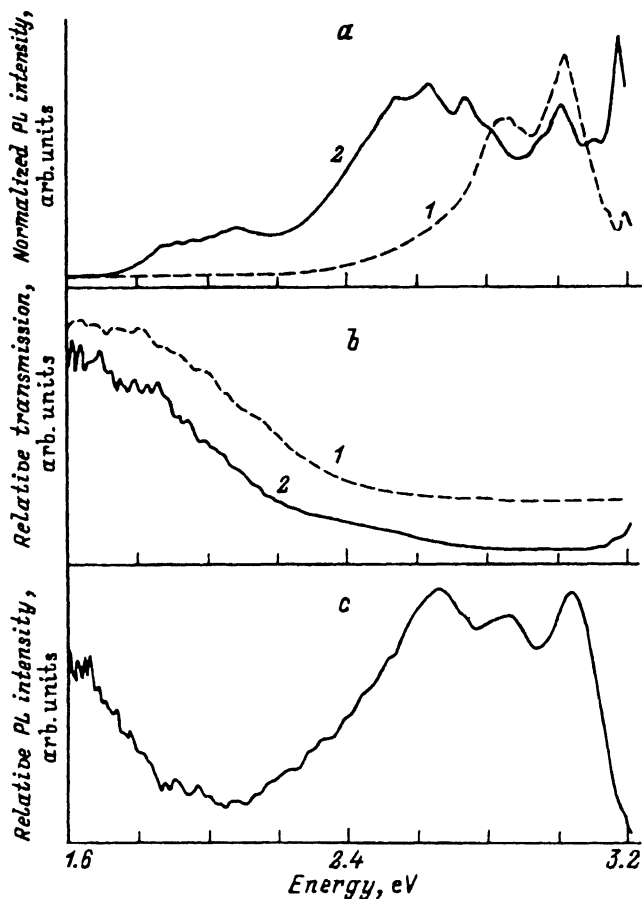 a
Normalized PL intensity,
arb. units
2
1
b
Relative transmission,
arb. units
1
2
c
Relative PL intensity,
arb. units
1.6
2.4
3.2
Energy, eV